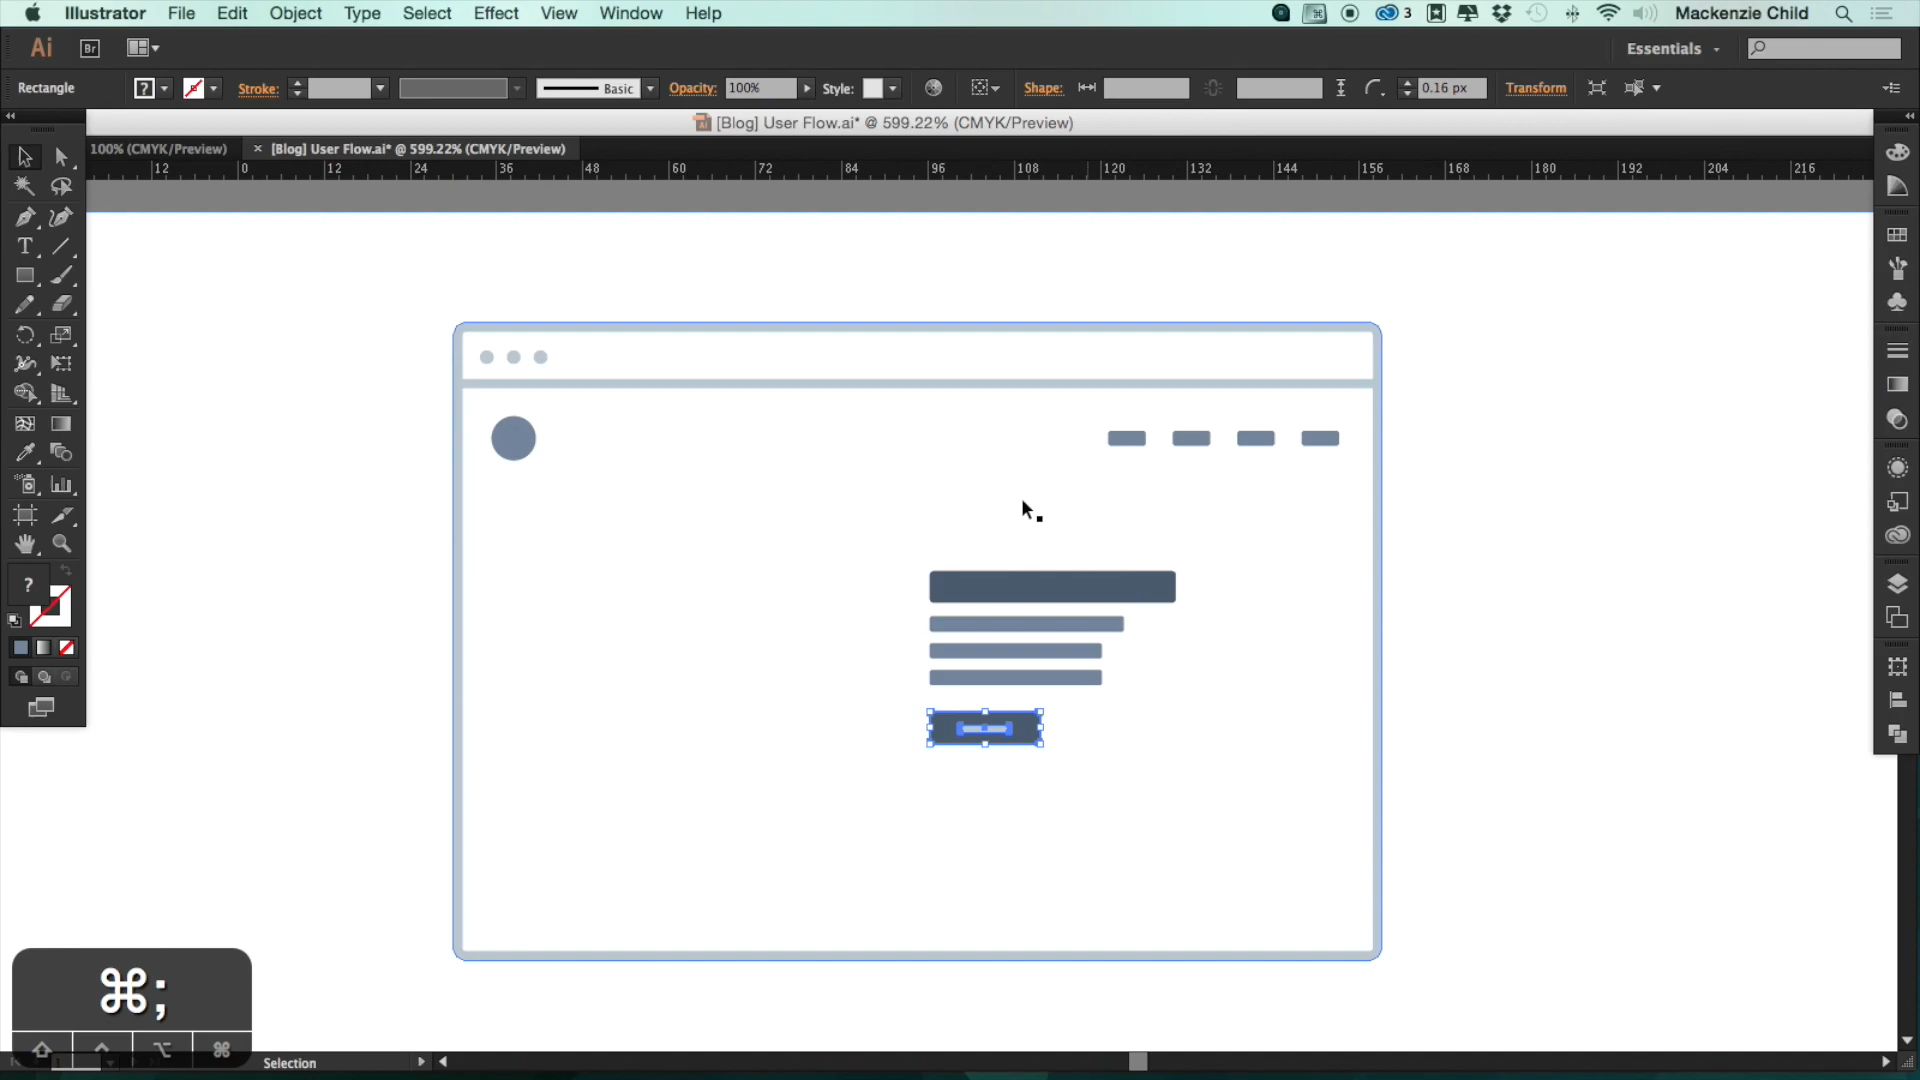 Illustrator File Edit Object Type Select Effect View Window Help 3 Mackenzie Child
Ai Br Essentials
Rectangle ? Stroke: Basic Opacity: 100% Style: Shape: 0.16 px Transform
[Blog] User Flow.ai* @ 599.22% (CMYK/Preview)
100% (CMYK/Preview) × [Blog] User Flow.ai* @ 599.22% (CMYK/Preview)
12 0 12 24 36 48 60 72 84 96 108 120 132 144 156 168 180 192 204 216
?
⌘;
⇧ ⌃ ⌥ ⌘
1 Selection